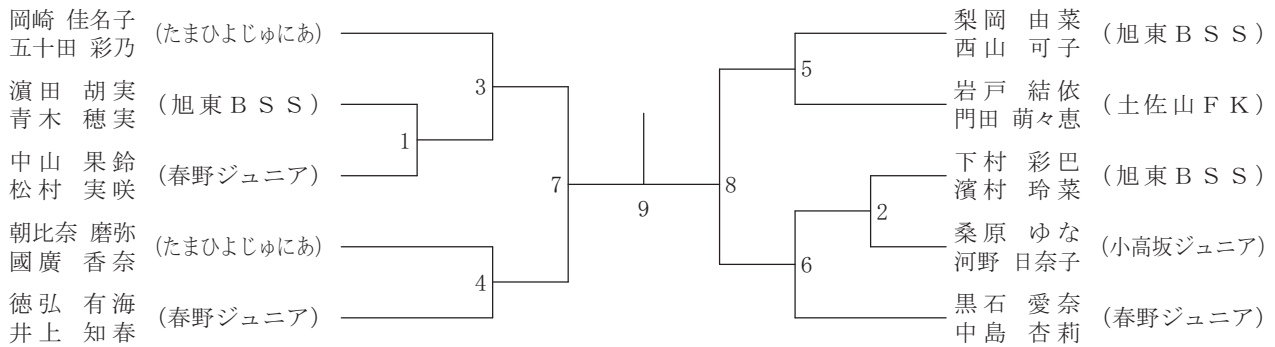 岡崎 佳名子
五十田 彩乃
(たまひよじゅにあ)
濵田 胡実
青木 穂実
(旭東BSS)
中山 果鈴
松村 実咲
(春野ジュニア)
朝比奈 磨弥
國廣 香奈
(たまひよじゅにあ)
徳弘 有海
井上 知春
(春野ジュニア)
3
1
7
4
9
8
5
2
6
梨岡 由菜
西山 可子
(旭東BSS)
岩戸 結依
門田 萌々恵
(土佐山FK)
下村 彩巴
濱村 玲菜
(旭東BSS)
桑原 ゆな
河野 日奈子
(小高坂ジュニア)
黒石 愛奈
中島 杏莉
(春野ジュニア)